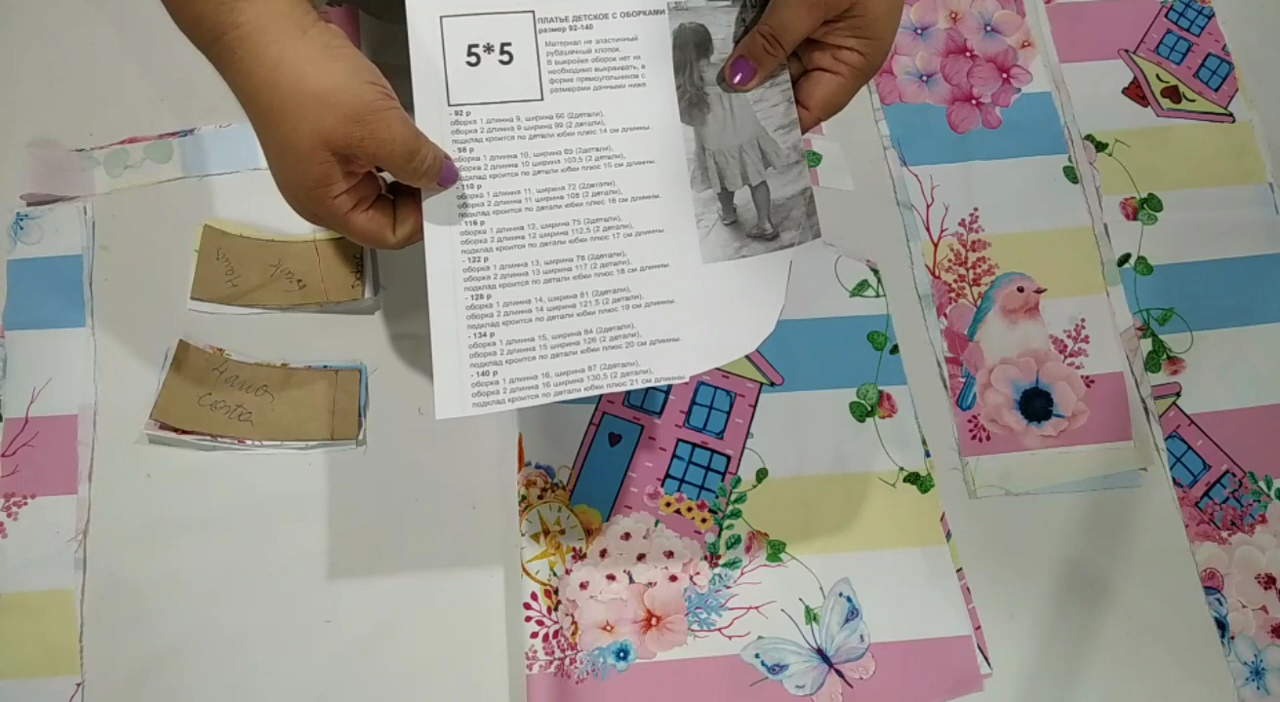 5*5
ПЛАТЬЕ ДЕТСКОЕ С ОБОРКАМИ
размер 92-140
Материал не эластичный
рубашечный хлопок.
В выкройке оборок нет их
необходимо выкраивать, в
форме прямоугольников с
размерами данными ниже
- 92 р
оборка 1 длинна 9, ширина 66 (2детали),
оборка 2 длинна 9 ширина 99 (2 детали),
подклад кроится по детали юбки плюс 14 см длинны.
- 98 р
оборка 1 длинна 10, ширина 69 (2детали),
оборка 2 длинна 10 ширина 103,5 (2 детали),
подклад кроится по детали юбки плюс 15 см длинны.
- 110 р
оборка 1 длинна 11, ширина 72 (2детали),
оборка 2 длинна 11 ширина 108 (2 детали),
подклад кроится по детали юбки плюс 16 см длинны.
- 116 р
оборка 1 длинна 12, ширина 75 (2детали),
оборка 2 длинна 12 ширина 112,5 (2 детали),
подклад кроится по детали юбки плюс 17 см длинны.
- 122 р
оборка 1 длинна 13, ширина 78 (2детали),
оборка 2 длинна 13 ширина 117 (2 детали),
подклад кроится по детали юбки плюс 18 см длинны.
- 128 р
оборка 1 длинна 14, ширина 81 (2детали),
оборка 2 длинна 14 ширина 121,5 (2 детали),
подклад кроится по детали юбки плюс 19 см длинны.
- 134 р
оборка 1 длинна 15, ширина 84 (2детали),
оборка 2 длинна 15 ширина 126 (2 детали),
подклад кроится по детали юбки плюс 20 см длинны.
- 140 р
оборка 1 длинна 16, ширина 87 (2детали),
оборка 2 длинна 16 ширина 130,5 (2 детали),
подклад кроится по детали юбки плюс 21 см длинны.